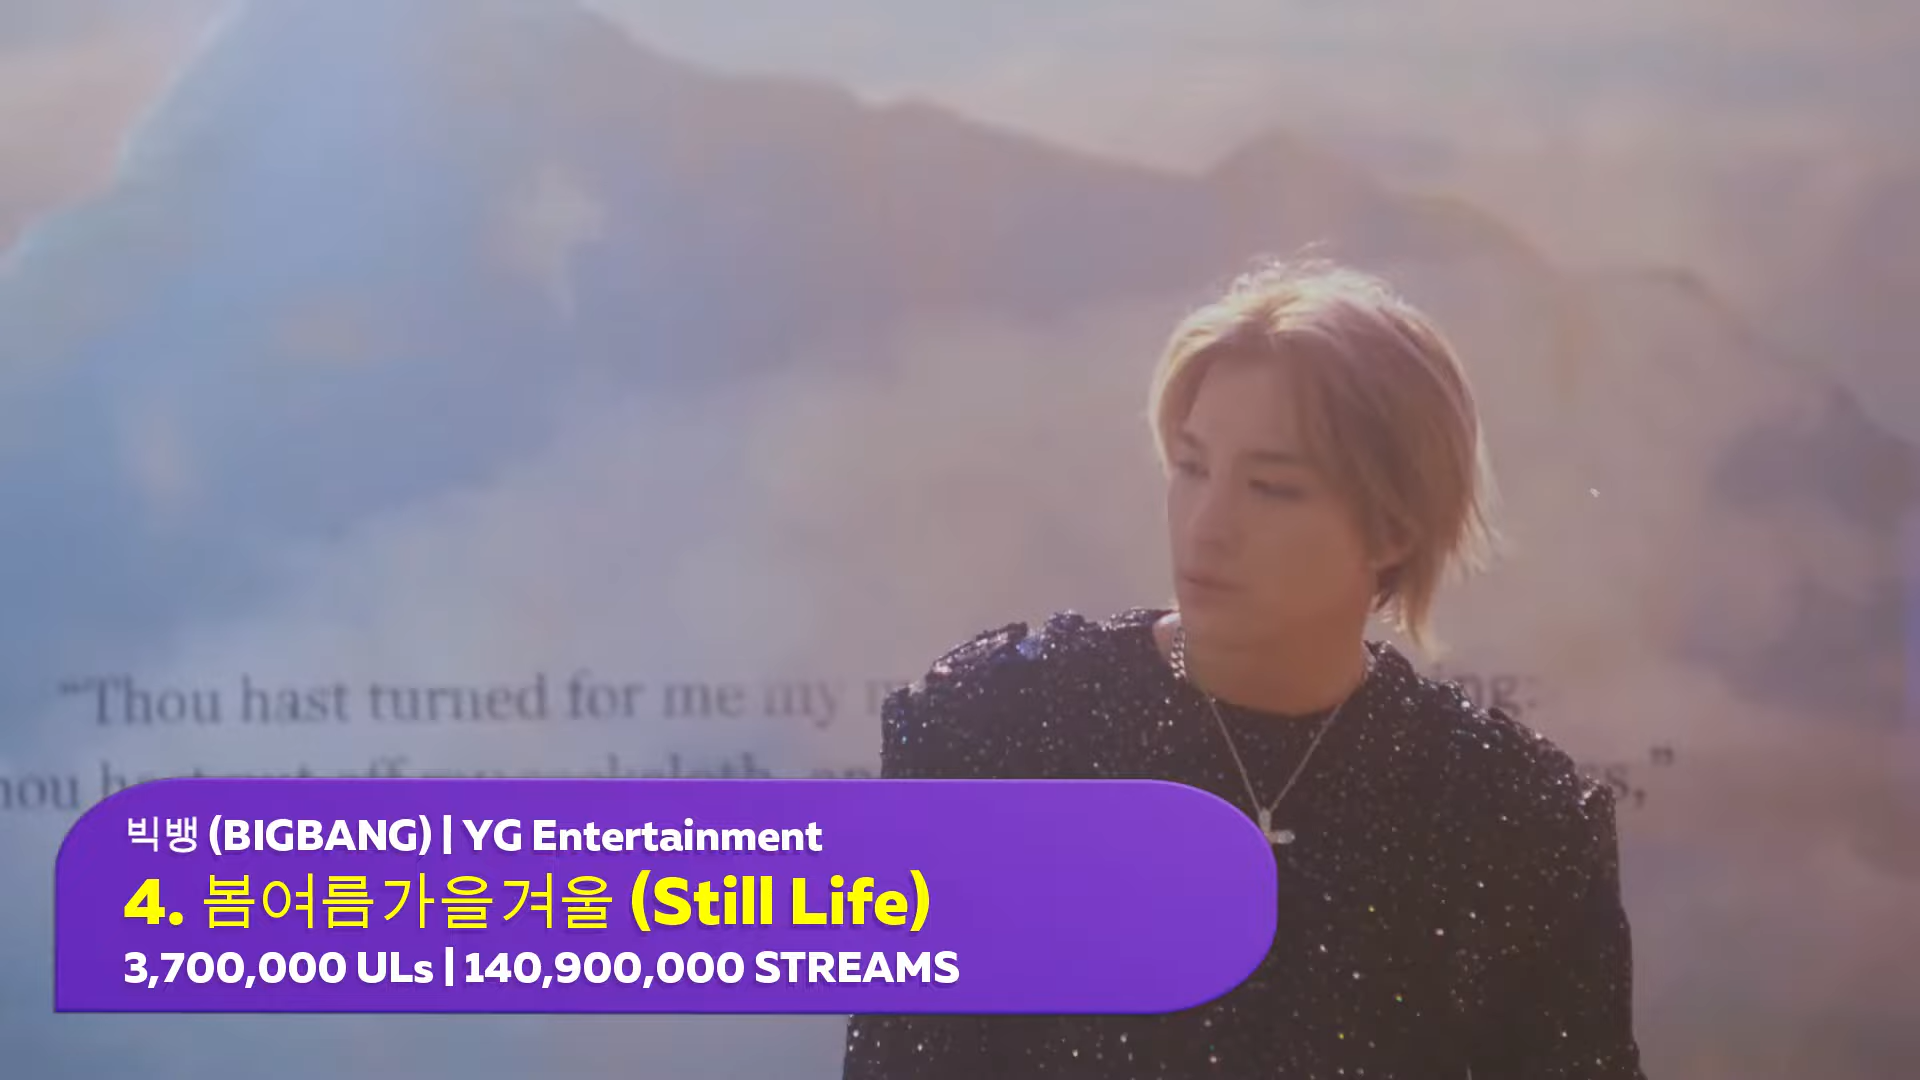 “Thou hast turned for me my
빅뱅 (BIGBANG) | YG Entertainment
4. 봄여름가을겨울 (Still Life)
3,700,000 ULs | 140,900,000 STREAMS